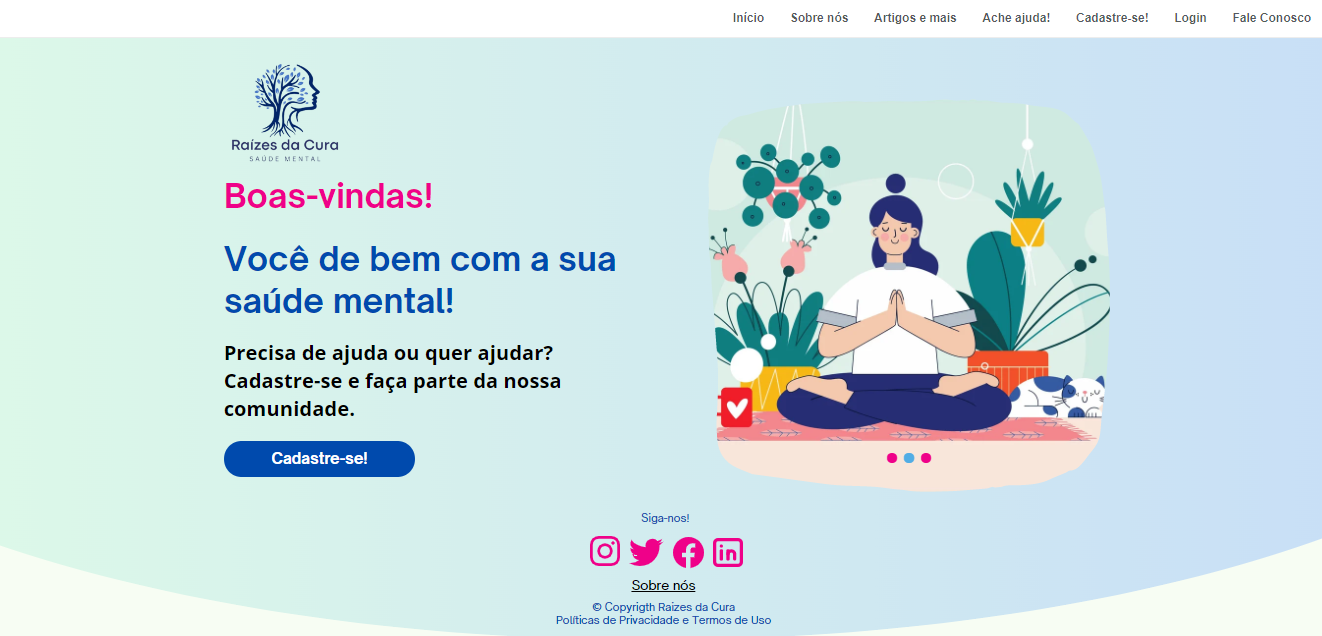 Início Sobre nós Artigos e mais Ache ajuda! Cadastre-se! Login Fale Conosco
Raízes da Cura
SAÚDE MENTAL
Boas-vindas!
Você de bem com a sua
saúde mental!
Precisa de ajuda ou quer ajudar?
Cadastre-se e faça parte da nossa
comunidade.
Cadastre-se!
Siga-nos!
Sobre nós
© Copyrigth Raizes da Cura
Políticas de Privacidade e Termos de Uso